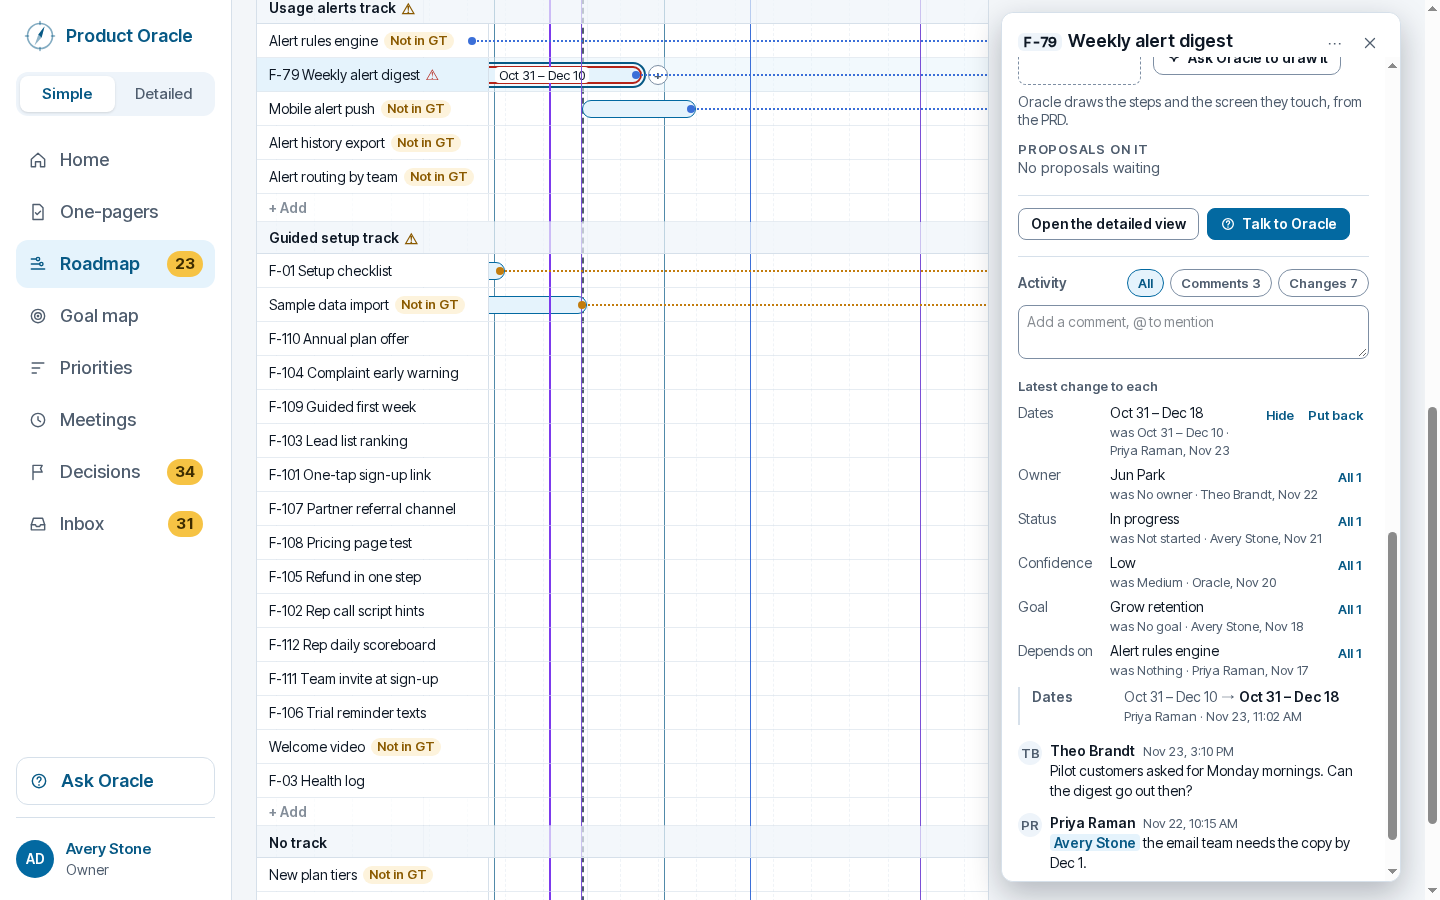 Product Oracle
Simple
Detailed
Home
One-pagers
Roadmap
23
Goal map
Priorities
Meetings
Decisions
34
Inbox
31
Ask Oracle
AD
Avery Stone
Owner
Usage alerts track
Alert rules engine Not in GT
F-79 Weekly alert digest
Oct 31 – Dec 10
Mobile alert push Not in GT
Alert history export Not in GT
Alert routing by team Not in GT
+ Add
Guided setup track
F-01 Setup checklist
Sample data import Not in GT
F-110 Annual plan offer
F-104 Complaint early warning
F-109 Guided first week
F-103 Lead list ranking
F-101 One-tap sign-up link
F-107 Partner referral channel
F-108 Pricing page test
F-105 Refund in one step
F-102 Rep call script hints
F-112 Rep daily scoreboard
F-111 Team invite at sign-up
F-106 Trial reminder texts
Welcome video Not in GT
F-03 Health log
+ Add
No track
New plan tiers Not in GT
F-79 Weekly alert digest
Ask Oracle to draw it
Oracle draws the steps and the screen they touch, from
the PRD.
PROPOSALS ON IT
No proposals waiting
Open the detailed view
Talk to Oracle
Activity
All
Comments 3
Changes 7
Add a comment, @ to mention
Latest change to each
Dates Oct 31 – Dec 18 Hide Put back
was Oct 31 – Dec 10 ·
Priya Raman, Nov 23
Owner Jun Park All 1
was No owner · Theo Brandt, Nov 22
Status In progress All 1
was Not started · Avery Stone, Nov 21
Confidence Low All 1
was Medium · Oracle, Nov 20
Goal Grow retention All 1
was No goal · Avery Stone, Nov 18
Depends on Alert rules engine All 1
was Nothing · Priya Raman, Nov 17
Dates Oct 31 – Dec 10 → Oct 31 – Dec 18
Priya Raman · Nov 23, 11:02 AM
TB Theo Brandt Nov 23, 3:10 PM
Pilot customers asked for Monday mornings. Can
the digest go out then?
PR Priya Raman Nov 22, 10:15 AM
Avery Stone the email team needs the copy by
Dec 1.